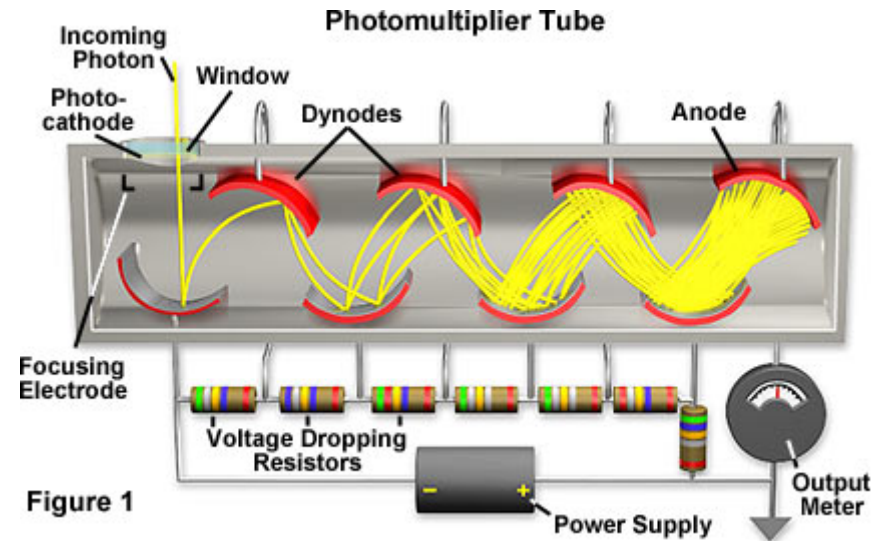 Photomultiplier Tube
Incoming
Photon
Window
Photo-
cathode
Dynodes
Anode
Focusing
Electrode
Voltage Dropping
Resistors
Output
Meter
Figure 1
- +
Power Supply